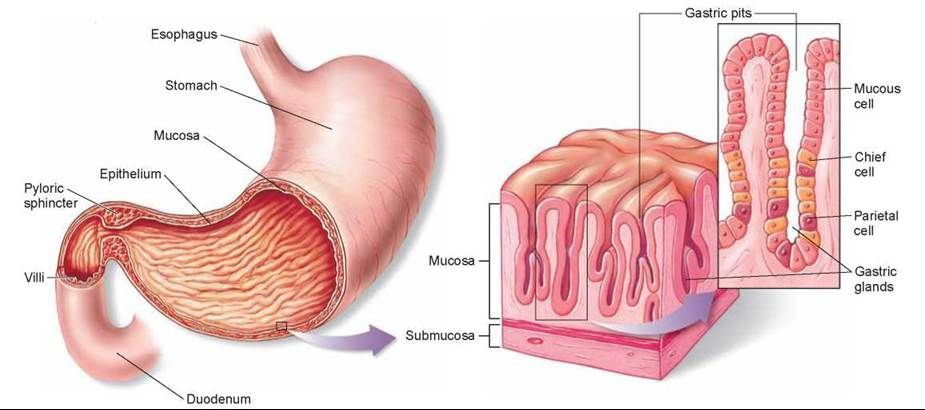 Esophagus
Stomach
Mucosa
Epithelium
Pyloric
sphincter
Villi
Duodenum
Gastric pits
Mucous
cell
Chief
cell
Parietal
cell
Gastric
glands
Mucosa
Submucosa